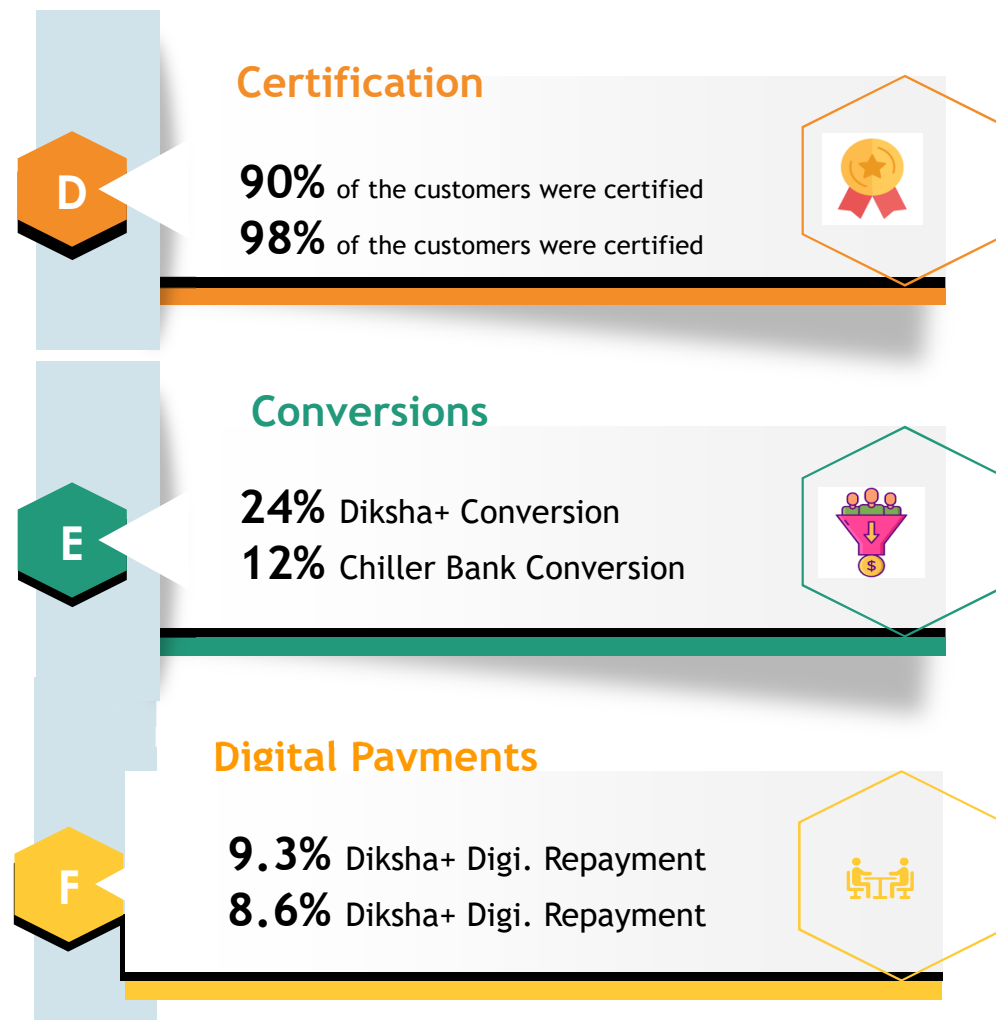 Certification
D
90% of the customers were certified
98% of the customers were certified
Conversions
E
24% Diksha+ Conversion
12% Chiller Bank Conversion
$
Digital Payments
F
9.3% Diksha+ Digi. Repayment
8.6% Diksha+ Digi. Repayment